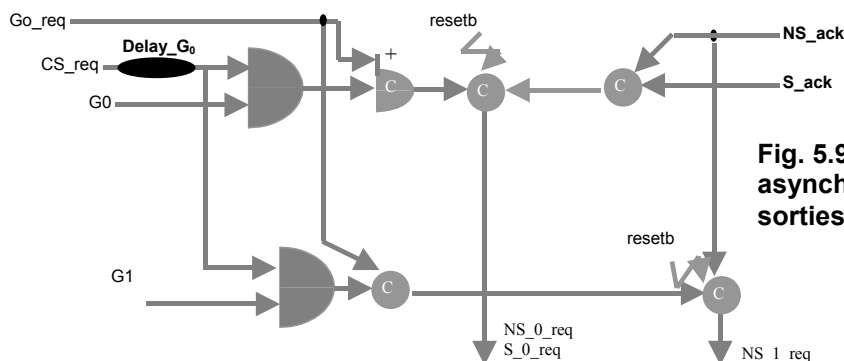 Go_req
resetb
NS_ack
Delay_G₀
+
CS_req
S_ack
C
C
C
G0
Fig. 5.9
asynch
sorties
resetb
G1
C
C
NS_0_req
S_0_req
NS_1_req